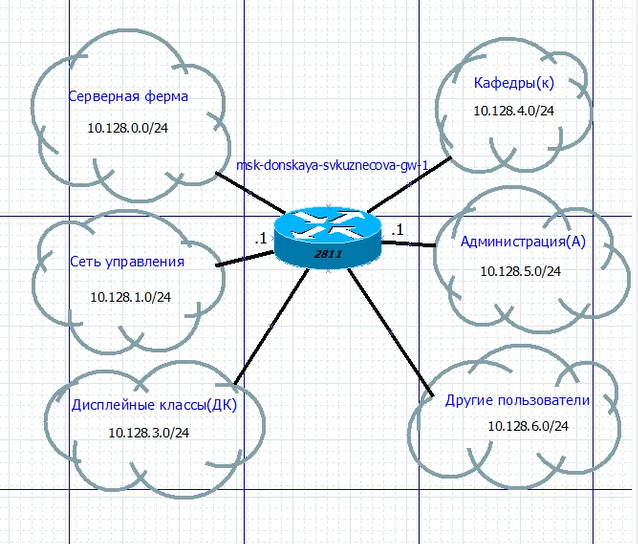 Серверная ферма
10.128.0.0/24
Кафедры(к)
10.128.4.0/24
msk-donskaya-svkuznecova-gw-1
Сеть управления
10.128.1.0/24
.1
2811
.1
Администрация(А)
10.128.5.0/24
Дисплейные классы(ДК)
10.128.3.0/24
Другие пользователи
10.128.6.0/24